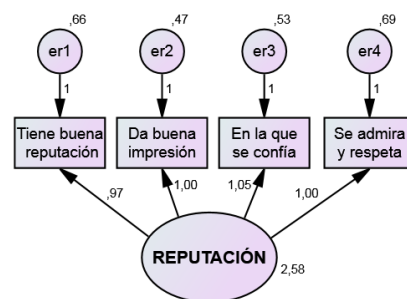 ,66 ,47 ,53 ,69
er1 er2 er3 er4
1 1 1 1
Tiene buena
reputación
Da buena
impresión
En la que
se confía
Se admira
y respeta
,97 1,00 1,05 1,00
REPUTACIÓN
2,58